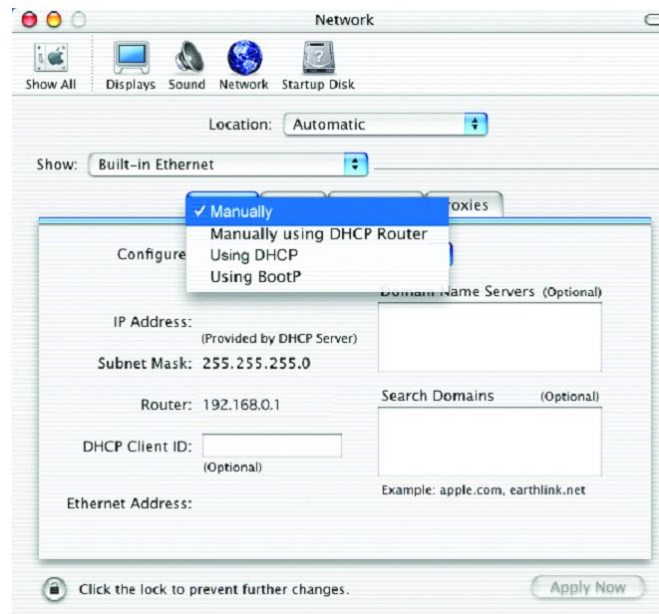 Network
Show All
Displays
Sound
Network
Startup Disk
Location:
Automatic
Show:
Built-in Ethernet
✓ Manually
Manually using DHCP Router
Using DHCP
Using BootP
Configure
Domain Name Servers (Optional)
IP Address:
(Provided by DHCP Server)
Subnet Mask: 255.255.255.0
Router: 192.168.0.1
Search Domains (Optional)
DHCP Client ID:
(Optional)
Example: apple.com, earthlink.net
Ethernet Address:
Click the lock to prevent further changes.
Apply Now